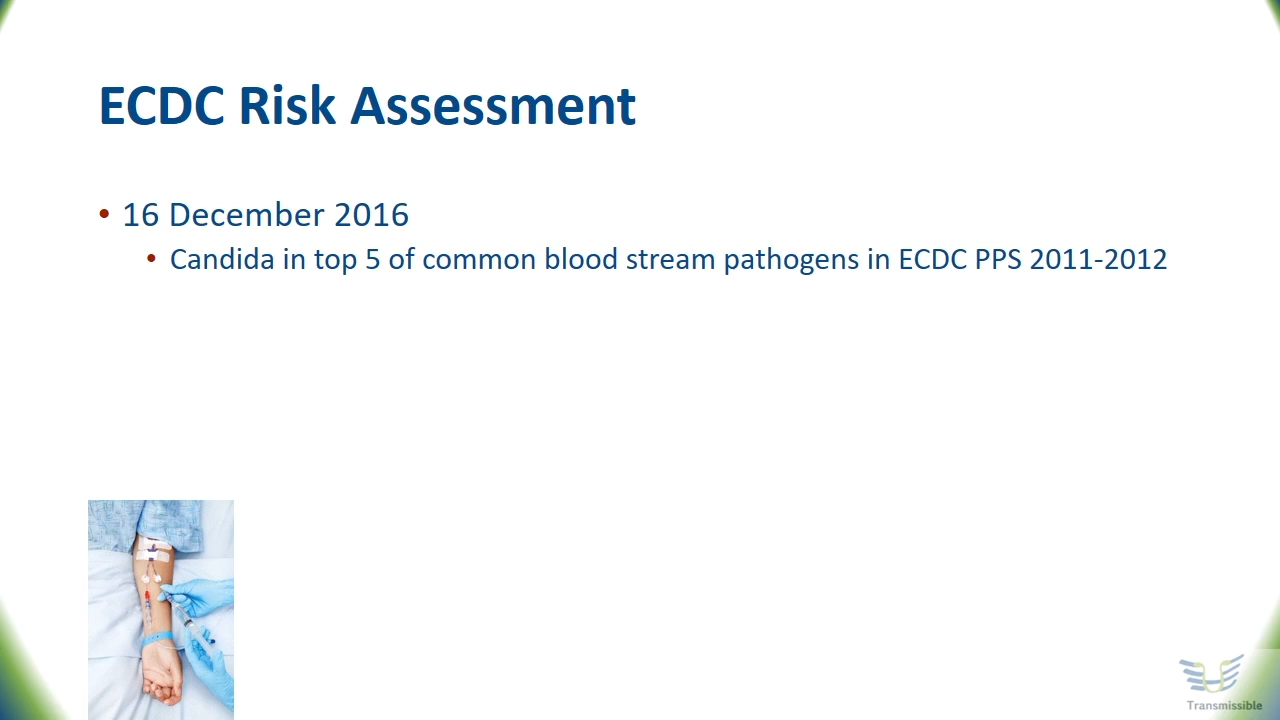 ECDC Risk Assessment
• 16 December 2016
• Candida in top 5 of common blood stream pathogens in ECDC PPS 2011-2012
Transmissible